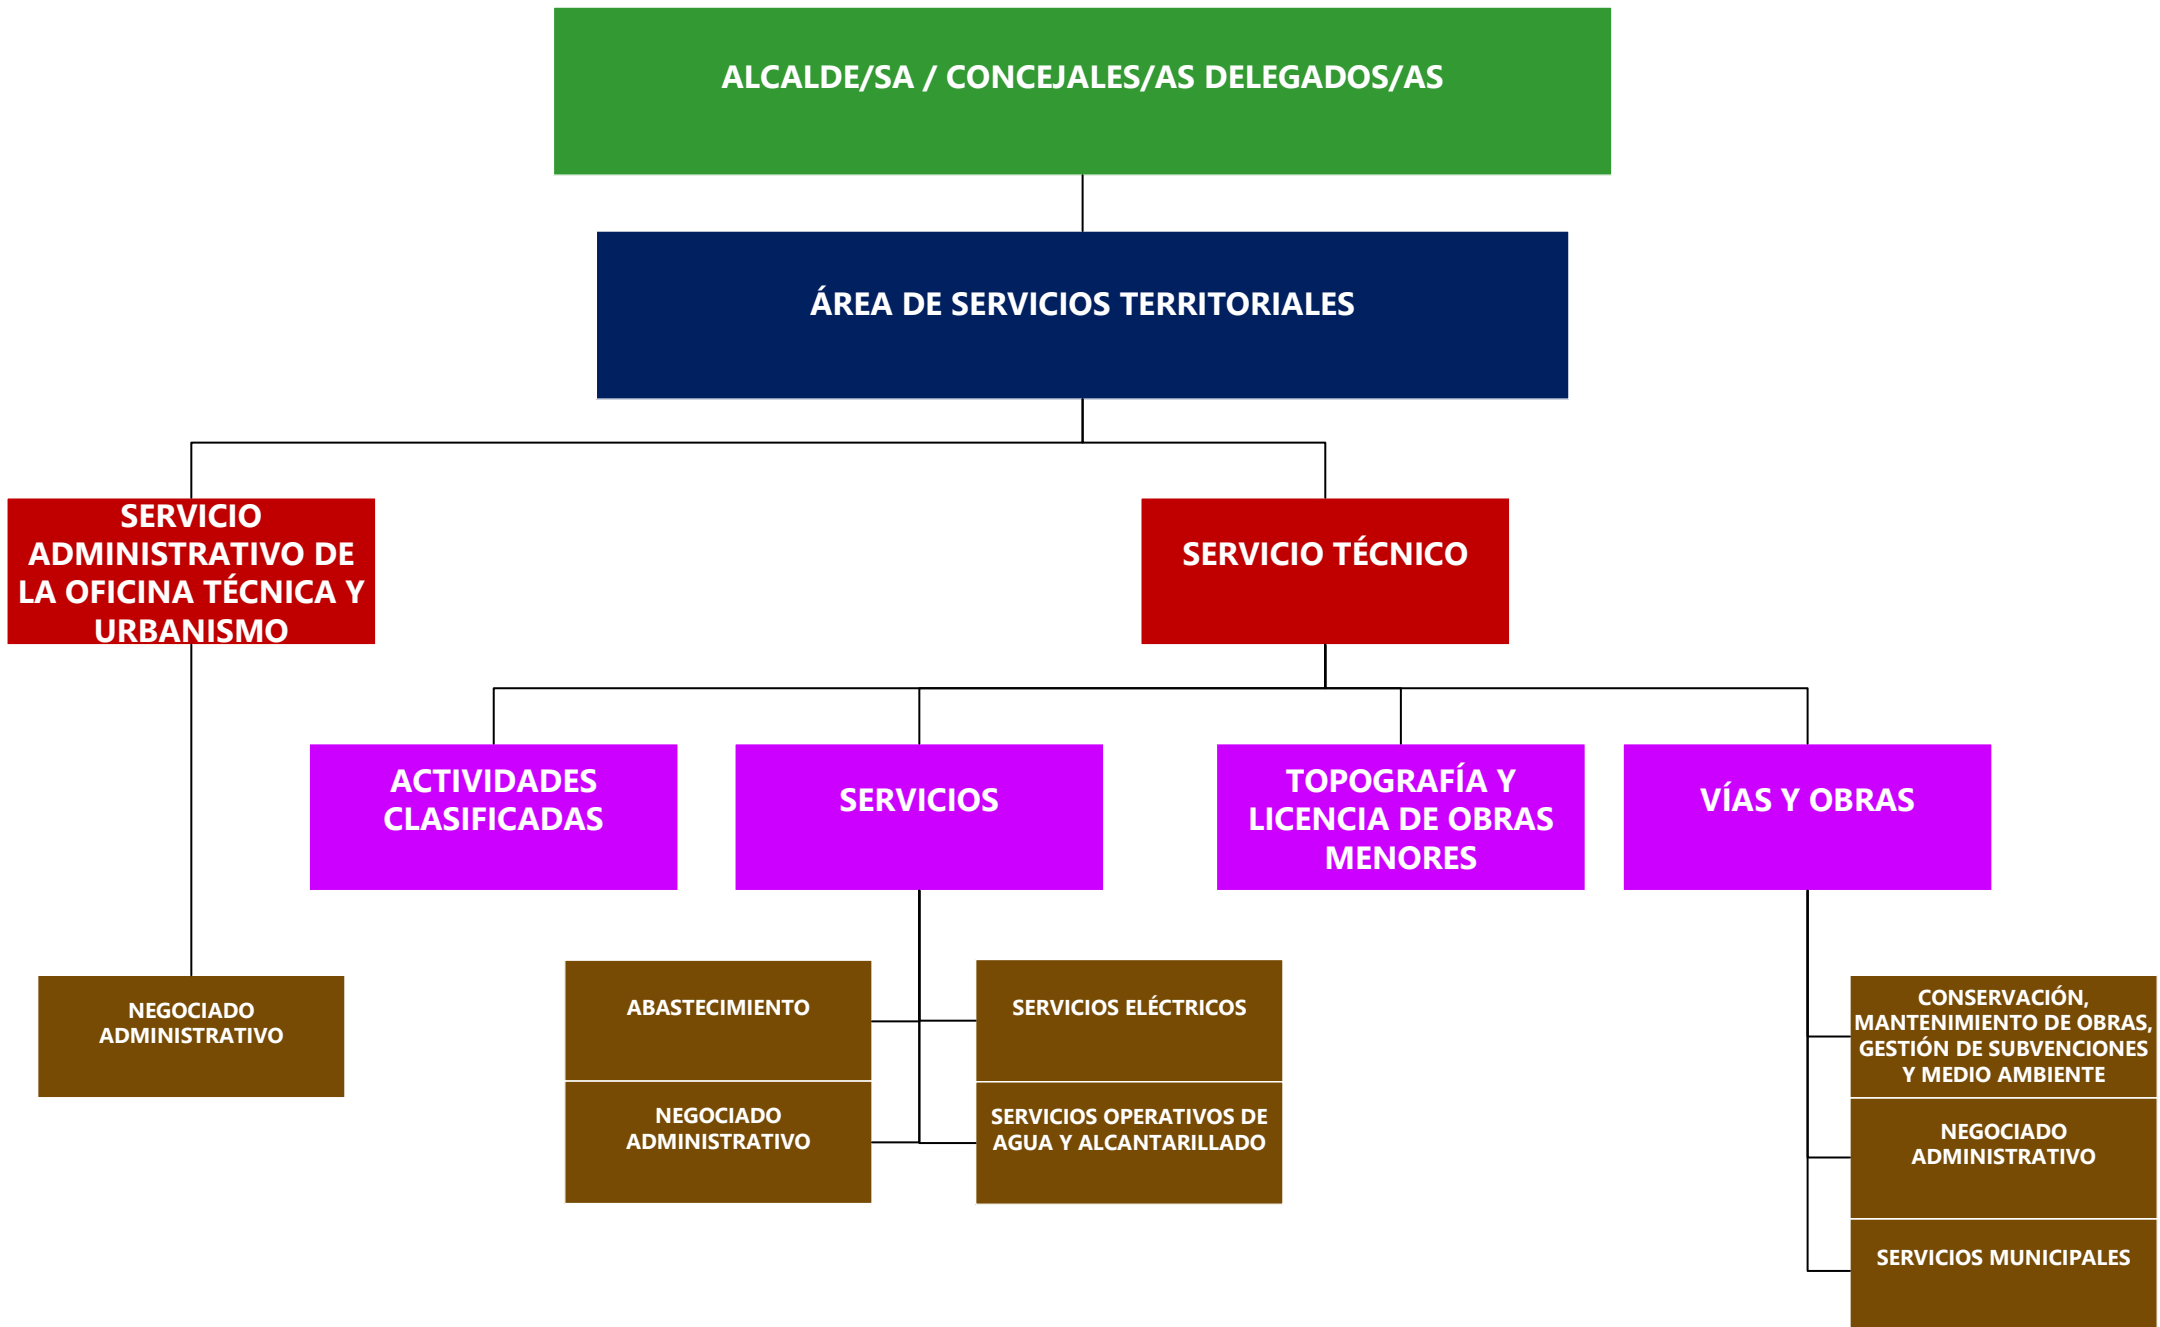 ALCALDE/SA / CONCEJALES/AS DELEGADOS/AS
ÁREA DE SERVICIOS TERRITORIALES
SERVICIO
ADMINISTRATIVO DE
LA OFICINA TÉCNICA Y
URBANISMO
SERVICIO TÉCNICO
ACTIVIDADES
CLASIFICADAS
SERVICIOS
TOPOGRAFÍA Y
LICENCIA DE OBRAS
MENORES
VÍAS Y OBRAS
NEGOCIADO
ADMINISTRATIVO
ABASTECIMIENTO
NEGOCIADO
ADMINISTRATIVO
SERVICIOS ELÉCTRICOS
SERVICIOS OPERATIVOS DE
AGUA Y ALCANTARILLADO
CONSERVACIÓN,
MANTENIMIENTO DE OBRAS,
GESTIÓN DE SUBVENCIONES
Y MEDIO AMBIENTE
NEGOCIADO
ADMINISTRATIVO
SERVICIOS MUNICIPALES